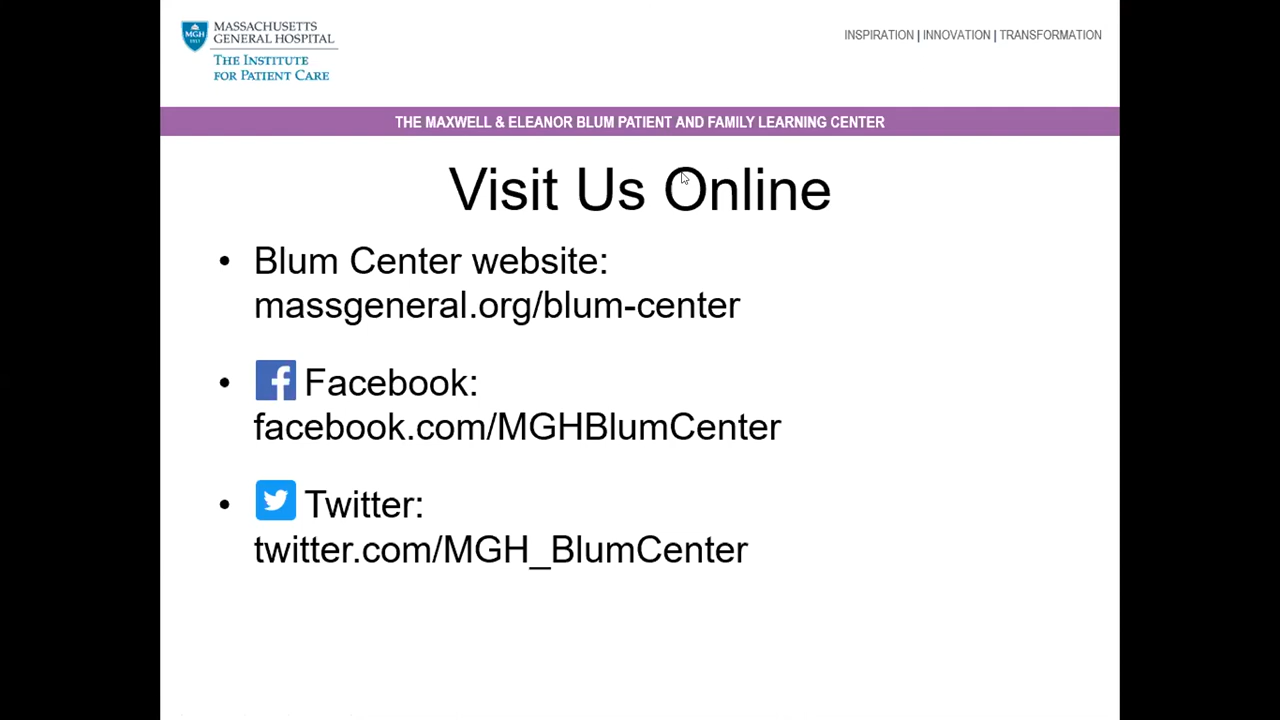 MASSACHUSETTS
GENERAL HOSPITAL
THE INSTITUTE
FOR PATIENT CARE
MGH
1811
INSPIRATION | INNOVATION | TRANSFORMATION
THE MAXWELL & ELEANOR BLUM PATIENT AND FAMILY LEARNING CENTER
Visit Us Online
• Blum Center website:
massgeneral.org/blum-center
• Facebook:
facebook.com/MGHBlumCenter
• Twitter:
twitter.com/MGH_BlumCenter